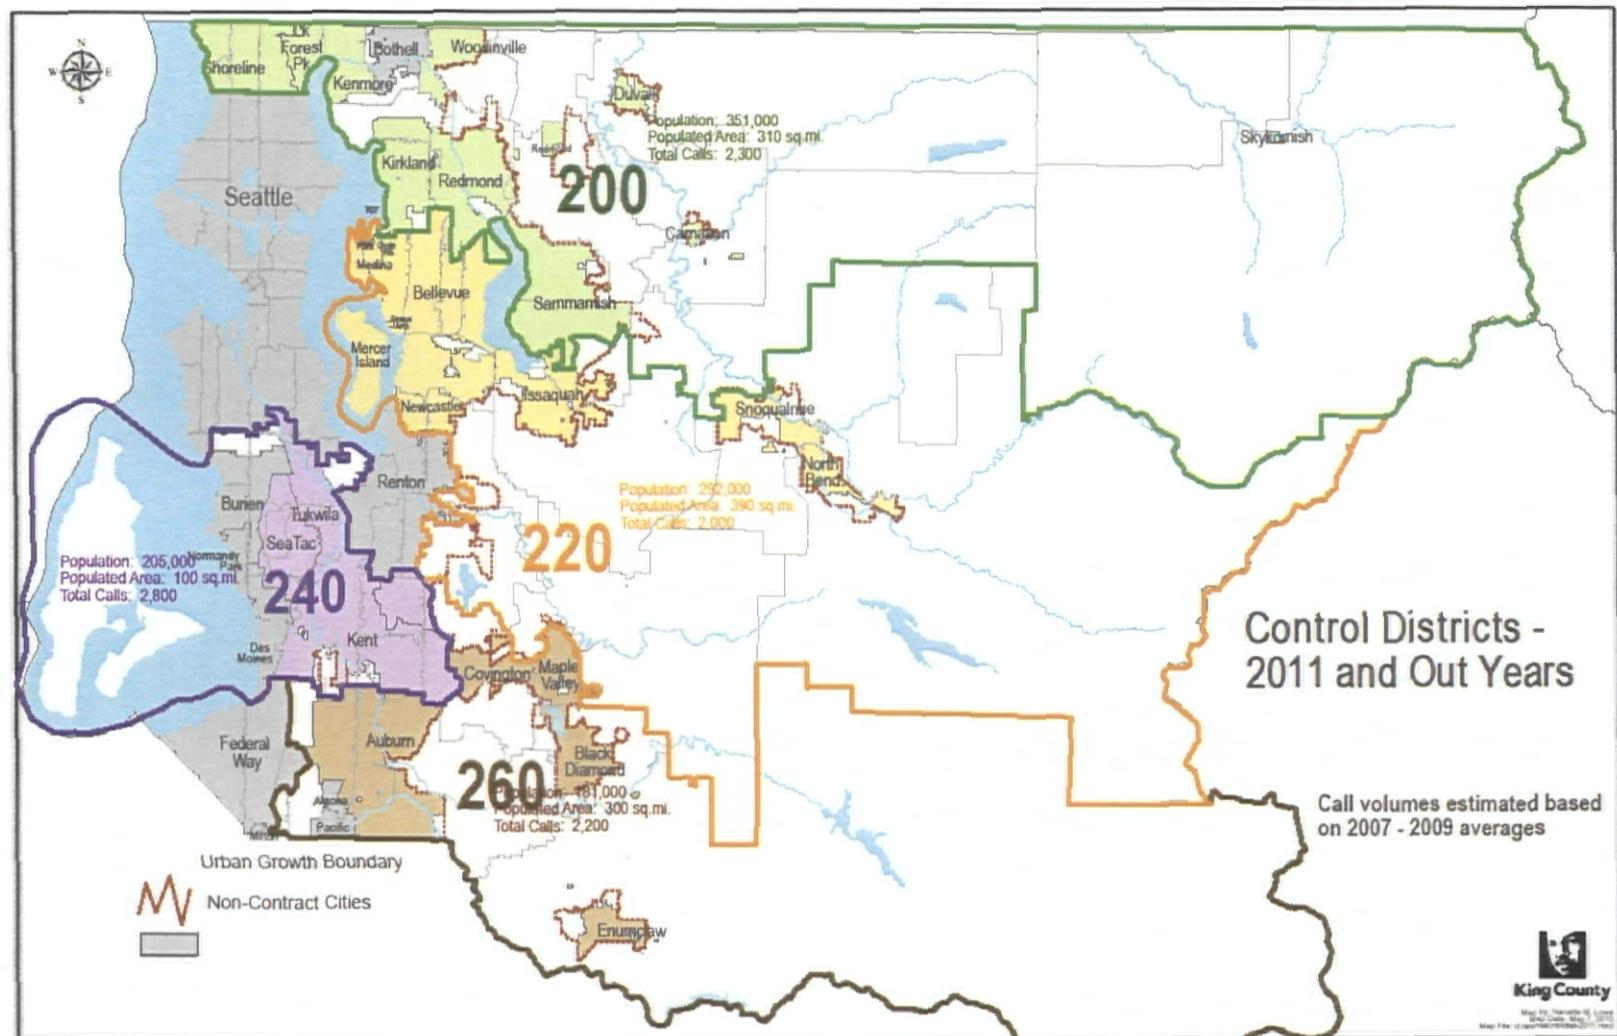 N
W E
S
Shoreline
Lk
Forest
Pk
Bothell
Woodinville
Kenmore
Duvall
Population: 351,000
Populated Area: 310 sq.mi.
Total Calls: 2,300
Skykomish
Kirkland
Redmond
Redmond
200
Seattle
Carnation
Medina
Bellevue
Sammamish
Mercer
Island
Newcastle
Issaquah
Snoqualmie
North
Bend
Renton
Burien
Tukwila
SeaTac
Normandy
Park
Population: 292,000
Populated Area: 390 sq.mi.
Total Calls: 2,000
220
Population: 205,000
Populated Area: 100 sq.mi.
Total Calls: 2,800
240
Kent
Des
Moines
Covington
Maple
Valley
Control Districts -
2011 and Out Years
Federal
Way
Auburn
Black
Diamond
260
Population: 181,000
Populated Area: 300 sq.mi.
Total Calls: 2,200
Algona
Pacific
Milton
Call volumes estimated based
on 2007 - 2009 averages
Urban Growth Boundary
Non-Contract Cities
Enumclaw
King County